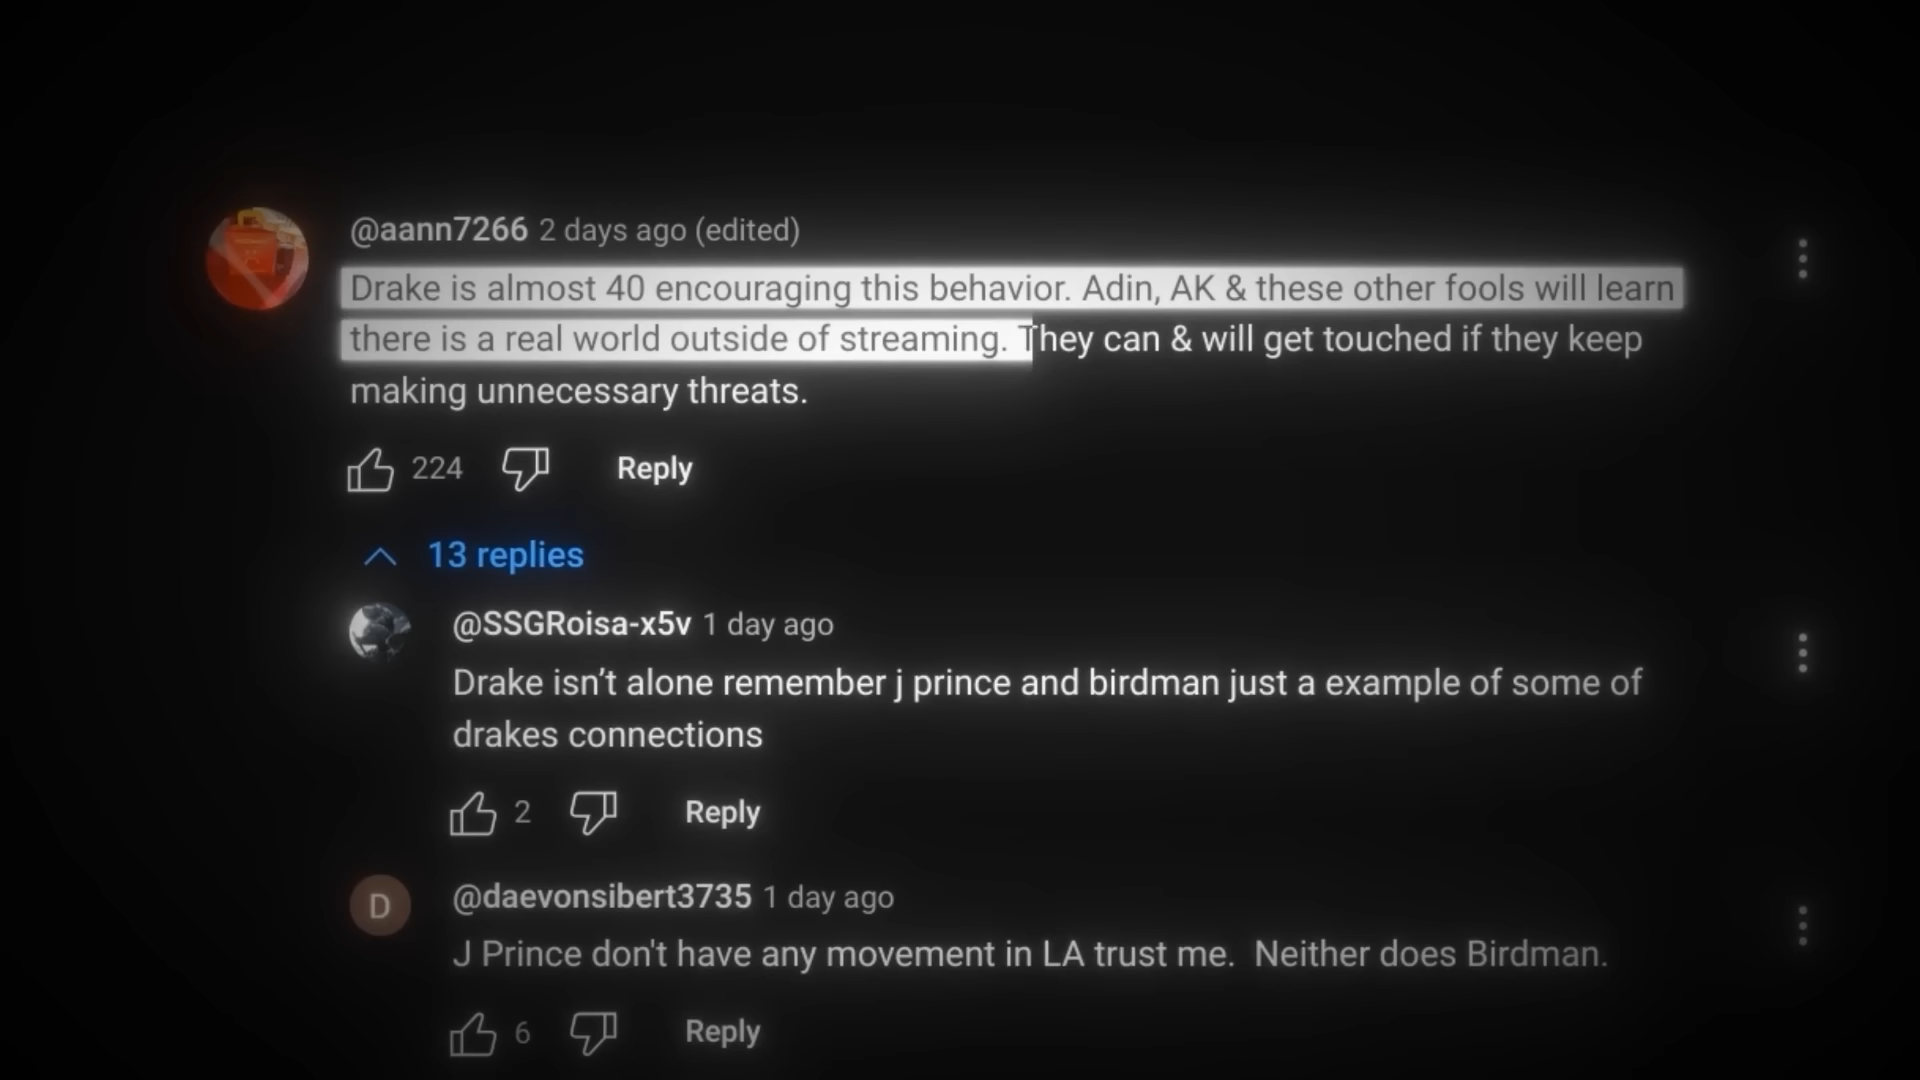 @aann7266 2 days ago (edited)
Drake is almost 40 encouraging this behavior. Adin, AK & these other fools will learn
there is a real world outside of streaming. They can & will get touched if they keep
making unnecessary threats.
224 Reply
13 replies
@SSGRoisa-x5v 1 day ago
Drake isn’t alone remember j prince and birdman just a example of some of
drakes connections
2 Reply
D
@daevonsibert3735 1 day ago
J Prince don't have any movement in LA trust me.  Neither does Birdman.
6 Reply